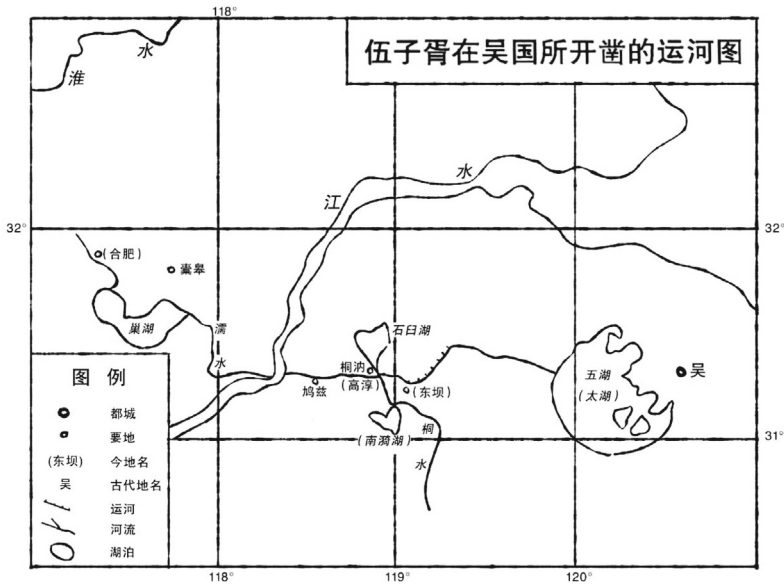 118°
伍子胥在吴国所开凿的运河图
淮
水
江
水
32°
32°
(合肥)
橐皋
巢湖
濡
水
石臼湖
桐汭
(高淳)
鸠兹
(东坝)
五湖
(太湖)
吴
(南漪湖)
桐
水
31°
图 例
都城
要地
(东坝) 今地名
吴 古代地名
运河
河流
湖泊
118°
119°
120°